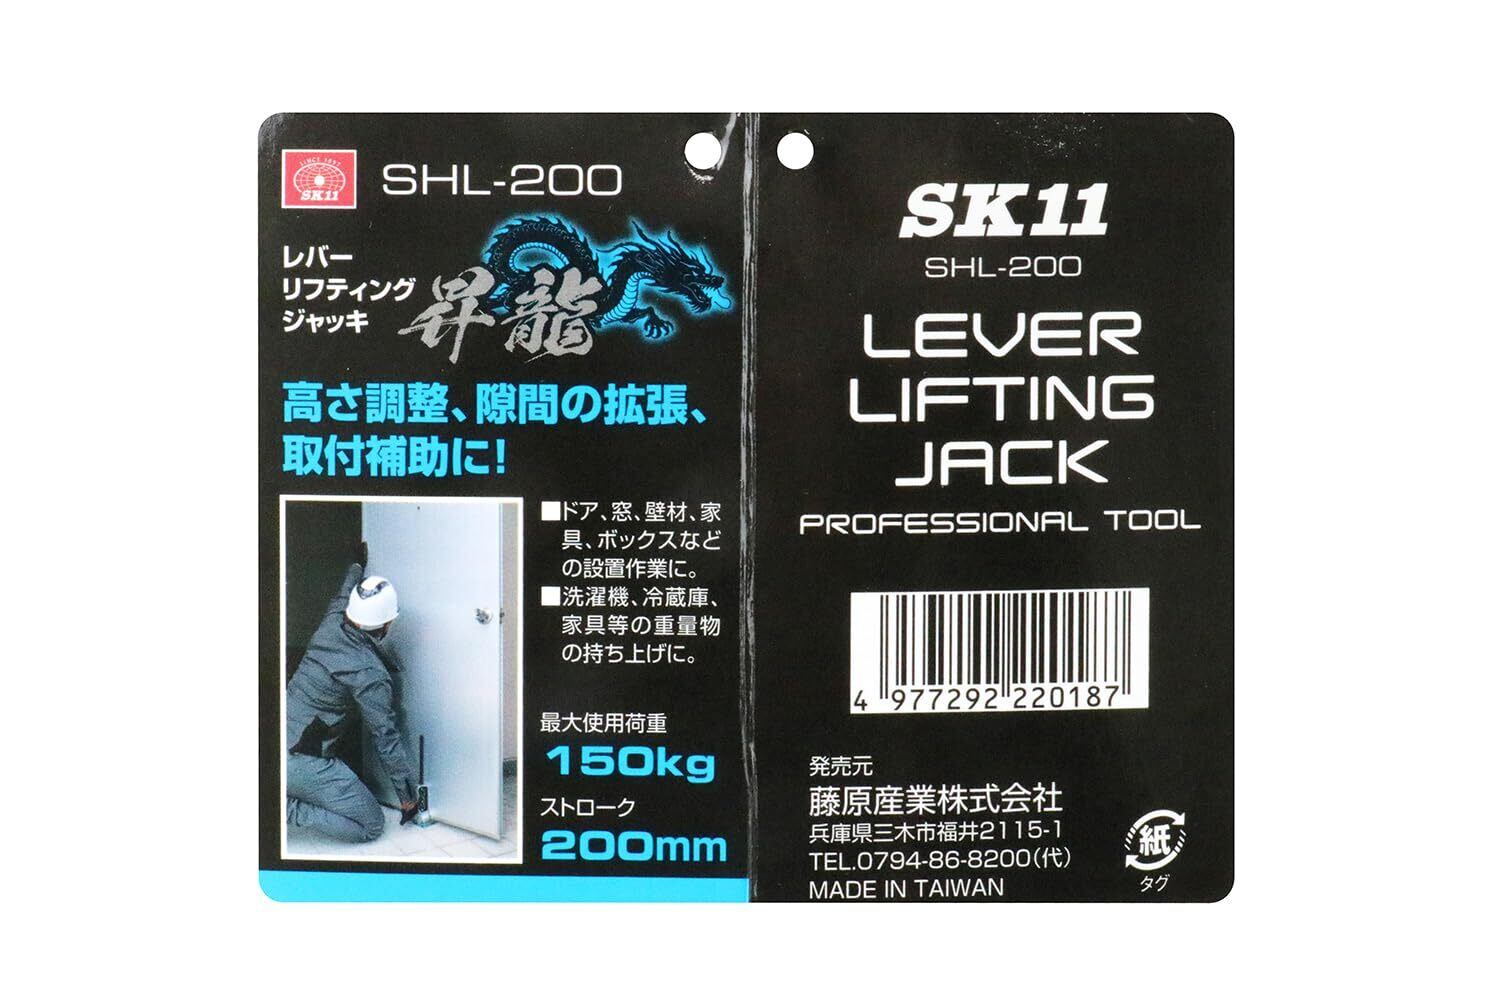 SINCE 1897
SK11
SHL-200
レバー
リフティング
ジャッキ
昇龍
高さ調整、隙間の拡張、
取付補助に!
■ドア、窓、壁材、家
具、ボックスなど
の設置作業に。
■洗濯機、冷蔵庫、
家具等の重量物
の持ち上げに。
最大使用荷重
150kg
ストローク
200mm
SK11
SHL-200
LEVER
LIFTING
JACK
PROFESSIONAL TOOL
4 977292 220187
発売元
藤原産業株式会社
兵庫県三木市福井2115-1
TEL.0794-86-8200(代)
MADE IN TAIWAN
紙
タグ